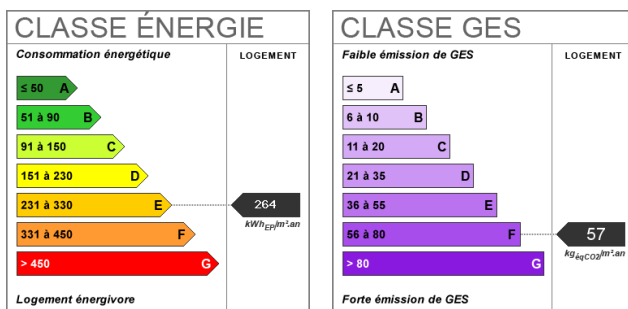 CLASSE ÉNERGIE
Consommation énergétique
LOGEMENT
≤ 50 A
51 à 90 B
91 à 150 C
151 à 230 D
231 à 330 E
264
kWhEP/m².an
331 à 450 F
> 450 G
Logement énergivore
CLASSE GES
Faible émission de GES
LOGEMENT
≤ 5 A
6 à 10 B
11 à 20 C
21 à 35 D
36 à 55 E
56 à 80 F
57
kgéqCO2/m².an
> 80 G
Forte émission de GES